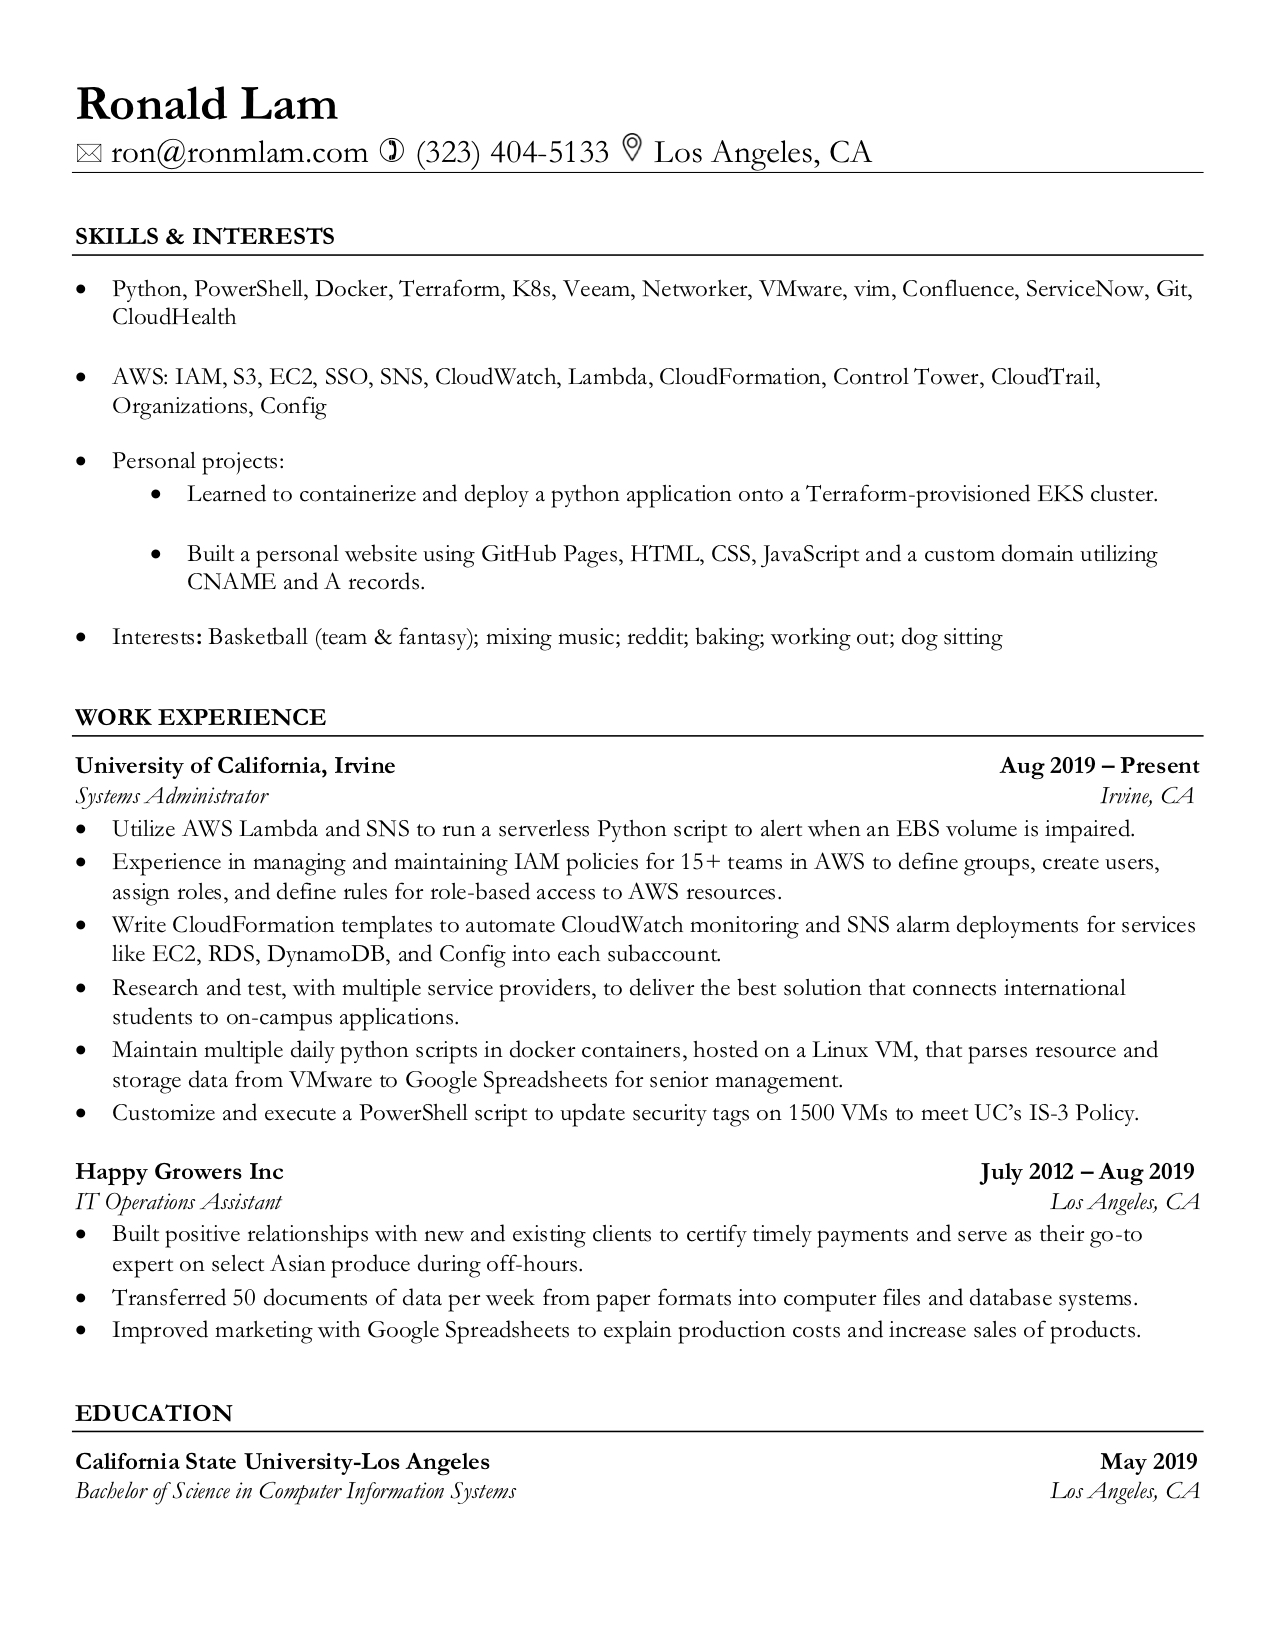 Ronald Lam
ron@ronmlam.com (323) 404-5133 Los Angeles, CA
SKILLS & INTERESTS
• Python, PowerShell, Docker, Terraform, K8s, Veeam, Networker, VMware, vim, Confluence, ServiceNow, Git,
CloudHealth
• AWS: IAM, S3, EC2, SSO, SNS, CloudWatch, Lambda, CloudFormation, Control Tower, CloudTrail,
Organizations, Config
• Personal projects:
• Learned to containerize and deploy a python application onto a Terraform-provisioned EKS cluster.
• Built a personal website using GitHub Pages, HTML, CSS, JavaScript and a custom domain utilizing
CNAME and A records.
• Interests: Basketball (team & fantasy); mixing music; reddit; baking; working out; dog sitting
WORK EXPERIENCE
University of California, Irvine Aug 2019 – Present
Systems Administrator Irvine, CA
• Utilize AWS Lambda and SNS to run a serverless Python script to alert when an EBS volume is impaired.
• Experience in managing and maintaining IAM policies for 15+ teams in AWS to define groups, create users,
assign roles, and define rules for role-based access to AWS resources.
• Write CloudFormation templates to automate CloudWatch monitoring and SNS alarm deployments for services
like EC2, RDS, DynamoDB, and Config into each subaccount.
• Research and test, with multiple service providers, to deliver the best solution that connects international
students to on-campus applications.
• Maintain multiple daily python scripts in docker containers, hosted on a Linux VM, that parses resource and
storage data from VMware to Google Spreadsheets for senior management.
• Customize and execute a PowerShell script to update security tags on 1500 VMs to meet UC’s IS-3 Policy.
Happy Growers Inc July 2012 – Aug 2019
IT Operations Assistant Los Angeles, CA
• Built positive relationships with new and existing clients to certify timely payments and serve as their go-to
expert on select Asian produce during off-hours.
• Transferred 50 documents of data per week from paper formats into computer files and database systems.
• Improved marketing with Google Spreadsheets to explain production costs and increase sales of products.
EDUCATION
California State University-Los Angeles May 2019
Bachelor of Science in Computer Information Systems Los Angeles, CA